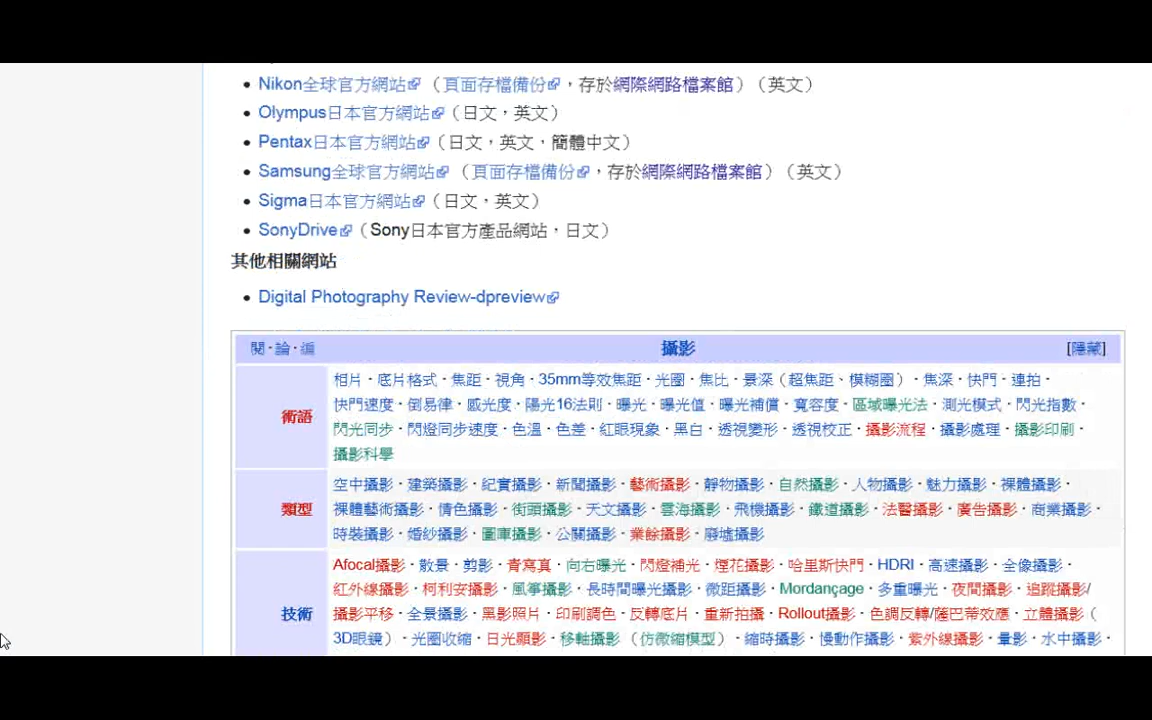 Nikon全球官方網站（頁面存檔備份，存於網際網路檔案館）（英文）
Olympus日本官方網站（日文，英文）
Pentax日本官方網站（日文，英文，簡體中文）
Samsung全球官方網站（頁面存檔備份，存於網際網路檔案館）（英文）
Sigma日本官方網站（日文，英文）
SonyDrive（Sony日本官方產品網站，日文）
其他相關網站
Digital Photography Review-dpreview
閱·論·編 攝影 [隱藏]
相片·底片格式·焦距·視角·35mm等效焦距·光圈·焦比·景深（超焦距、模糊圈）·焦深·快門·連拍·
快門速度·倒易律·感光度·陽光16法則·曝光·曝光值·曝光補償·寬容度·區域曝光法·測光模式·閃光指數·
術語
閃光同步·閃燈同步速度·色溫·色差·紅眼現象·黑白·透視變形·透視校正·攝影流程·攝影處理·攝影印刷·
攝影科學
空中攝影·建築攝影·紀實攝影·新聞攝影·藝術攝影·靜物攝影·自然攝影·人物攝影·魅力攝影·裸體攝影·
類型
裸體藝術攝影·情色攝影·街頭攝影·天文攝影·雲海攝影·飛機攝影·鐵道攝影·法醫攝影·廣告攝影·商業攝影·
時裝攝影·婚紗攝影·圖庫攝影·公關攝影·業餘攝影·廢墟攝影
Afocal攝影·散景·剪影·青寫真·向右曝光·閃燈補光·煙花攝影·哈里斯快門·HDRI·高速攝影·全像攝影·
紅外線攝影·柯利安攝影·風箏攝影·長時間曝光攝影·微距攝影·Mordançage·多重曝光·夜間攝影·追蹤攝影/
技術
攝影平移·全景攝影·黑影照片·印刷調色·反轉底片·重新拍攝·Rollout攝影·色調反轉/薩巴蒂效應·立體攝影（
3D眼鏡）·光圈收縮·日光顯影·移軸攝影（仿微縮模型）·縮時攝影·慢動作攝影·紫外線攝影·暈影·水中攝影·